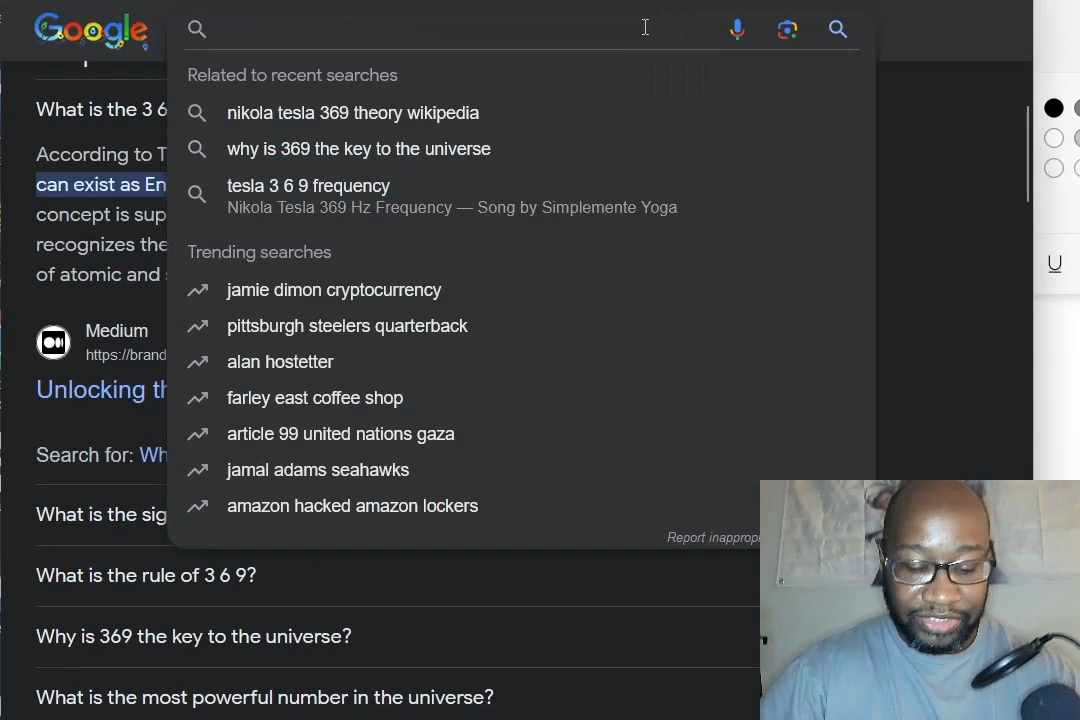 Google
Related to recent searches
nikola tesla 369 theory wikipedia
What is the 3 6
why is 369 the key to the universe
According to T
tesla 3 6 9 frequency
can exist as En
Nikola Tesla 369 Hz Frequency — Song by Simplemente Yoga
concept is sup
recognizes the
Trending searches
of atomic and
jamie dimon cryptocurrency
Medium
pittsburgh steelers quarterback
https://brand
alan hostetter
Unlocking th
farley east coffee shop
article 99 united nations gaza
Search for: Wh
jamal adams seahawks
amazon hacked amazon lockers
What is the sig
Report inappropr
What is the rule of 3 6 9?
Why is 369 the key to the universe?
What is the most powerful number in the universe?
U